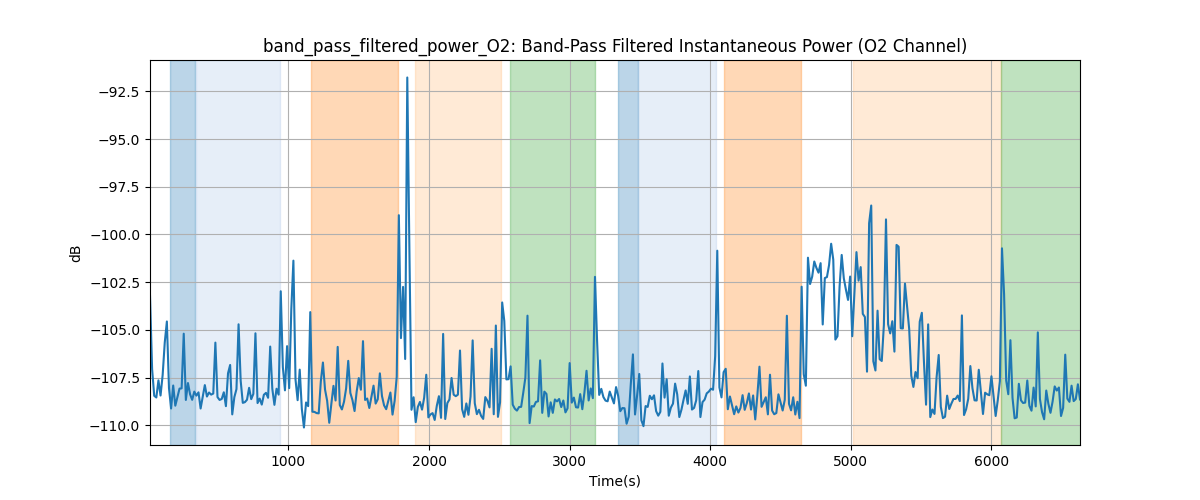 band_pass_filtered_power_O2: Band-Pass Filtered Instantaneous Power (O2 Channel)
−92.5
−95.0
−97.5
−100.0
−102.5
−105.0
−107.5
−110.0
dB
1000 2000 3000 4000 5000 6000
Time(s)